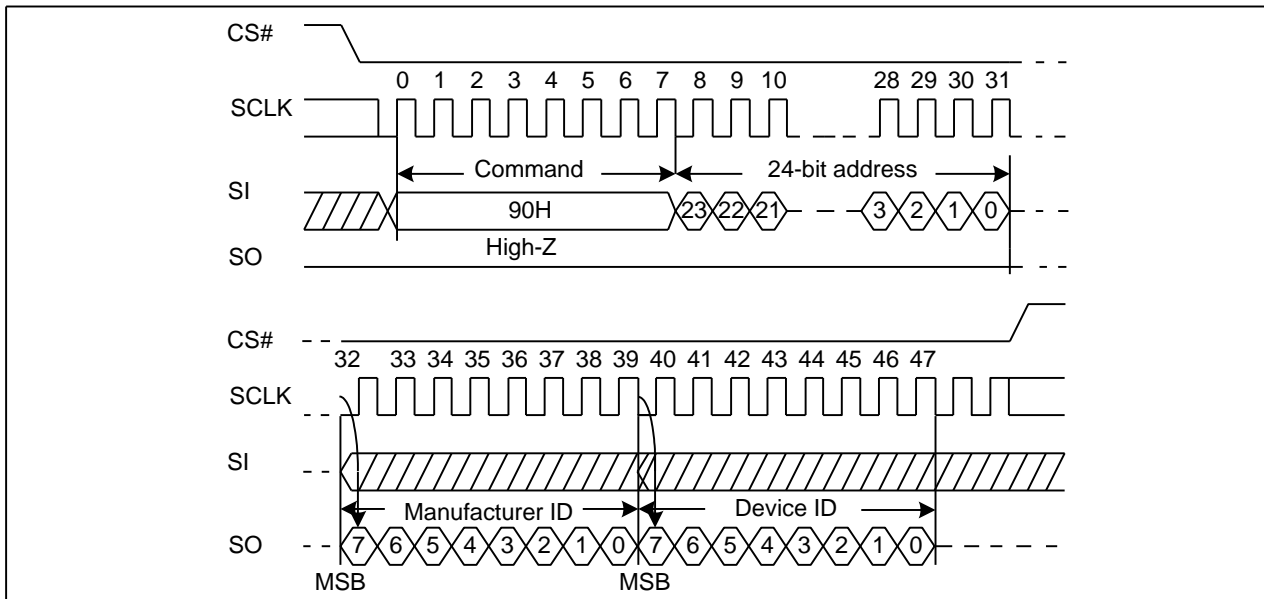 CS#
0 1 2 3 4 5 6 7 8 9 10 28 29 30 31
SCLK
Command 24-bit address
SI
90H 23 22 21 3 2 1 0
High-Z
SO
CS#
32 33 34 35 36 37 38 39 40 41 42 43 44 45 46 47
SCLK
SI
Manufacturer ID Device ID
SO 7 6 5 4 3 2 1 0 7 6 5 4 3 2 1 0
MSB MSB